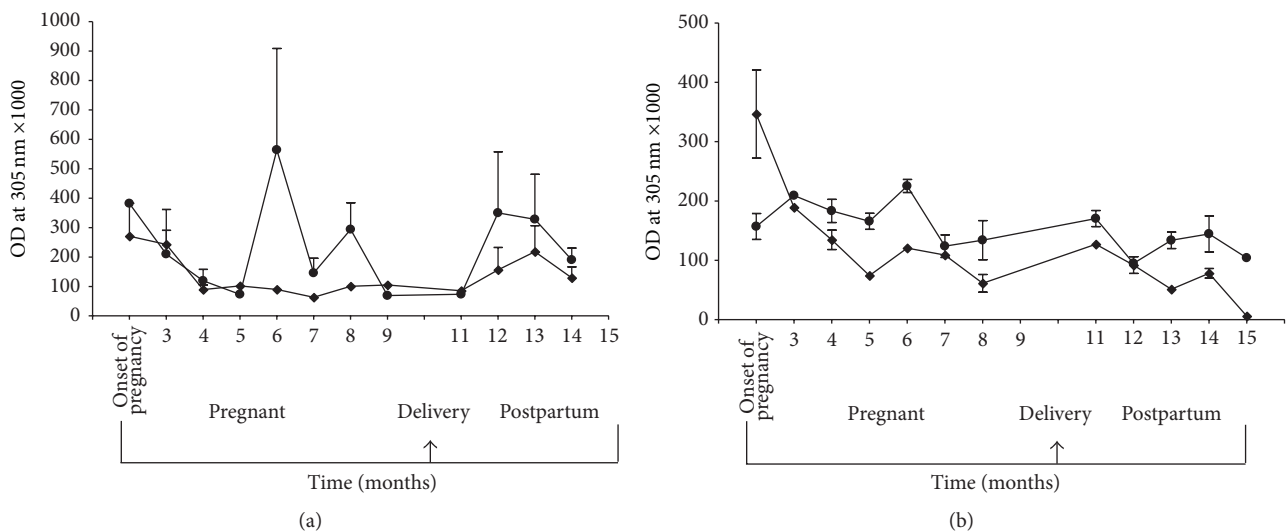 1000
900
800
700
600
500
400
300
200
100
0
OD at 305 nm ×1000
Onset of
pregnancy
3 4 5 6 7 8 9 11 12 13 14 15
Pregnant Delivery Postpartum
Time (months)
(a)
500
400
300
200
100
0
OD at 305 nm ×1000
Onset of
pregnancy
3 4 5 6 7 8 9 11 12 13 14 15
Pregnant Delivery Postpartum
Time (months)
(b)